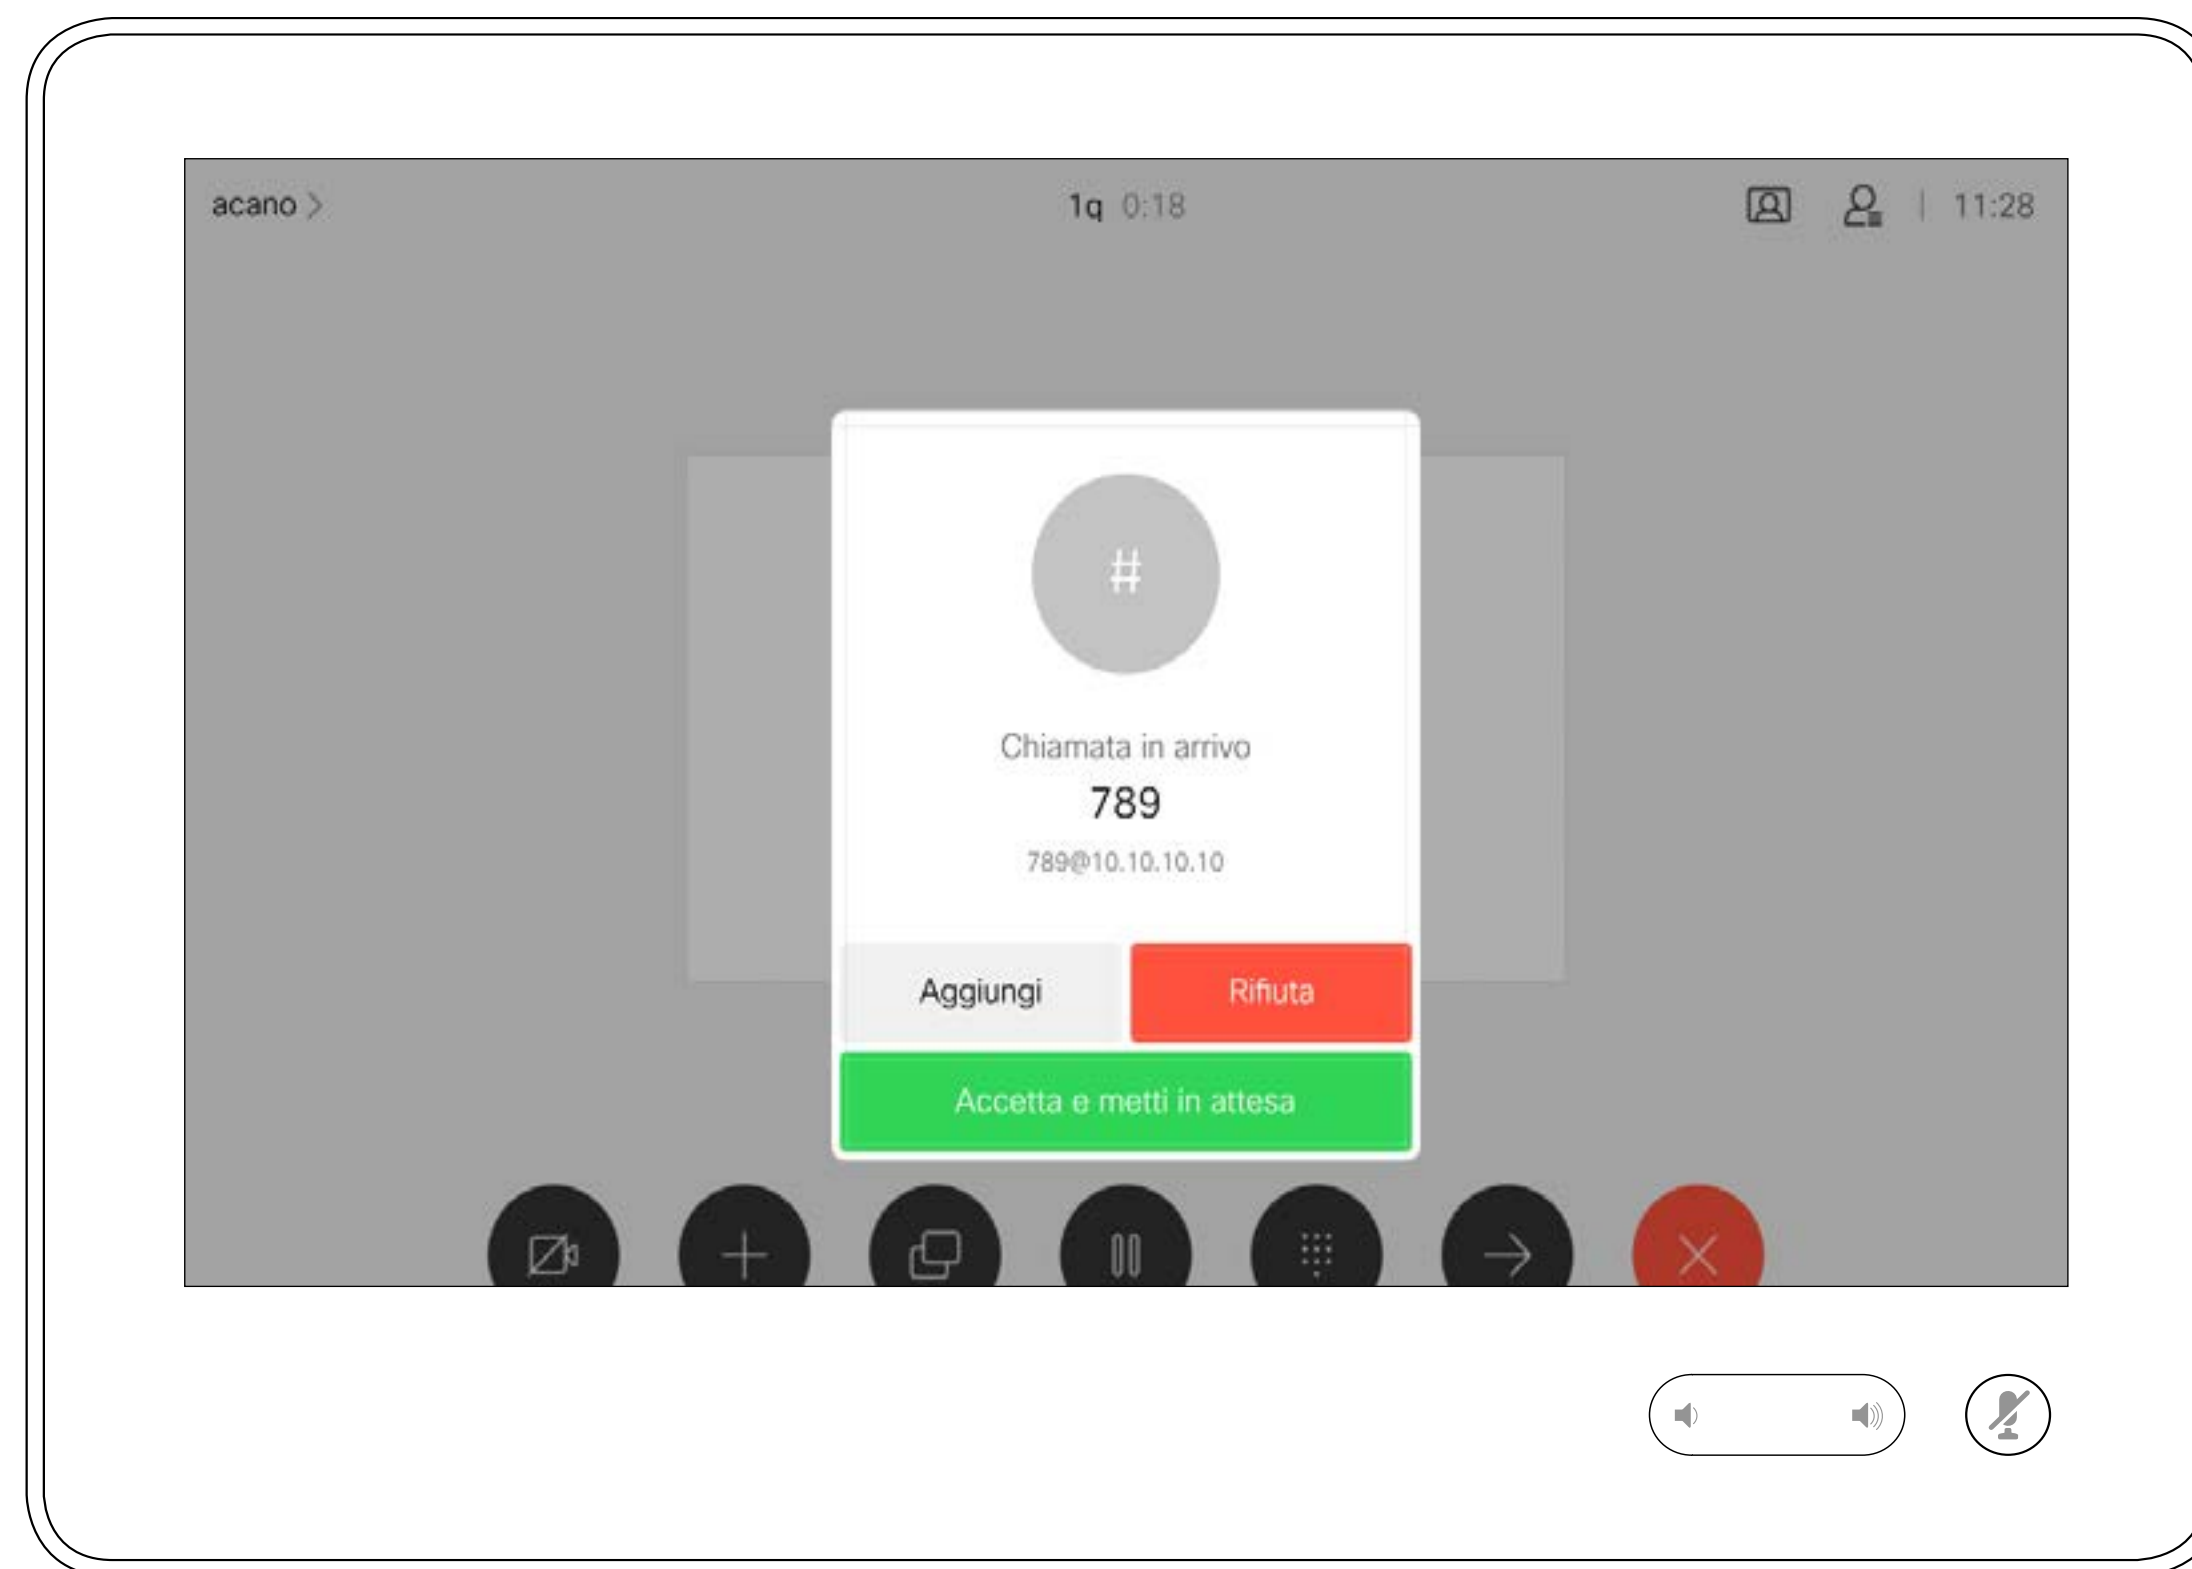 acano
1q 0:18
11:28
#
Chiamata in arrivo
789
789@10.10.10.10
Aggiungi
Rifiuta
Accetta e metti in attesa